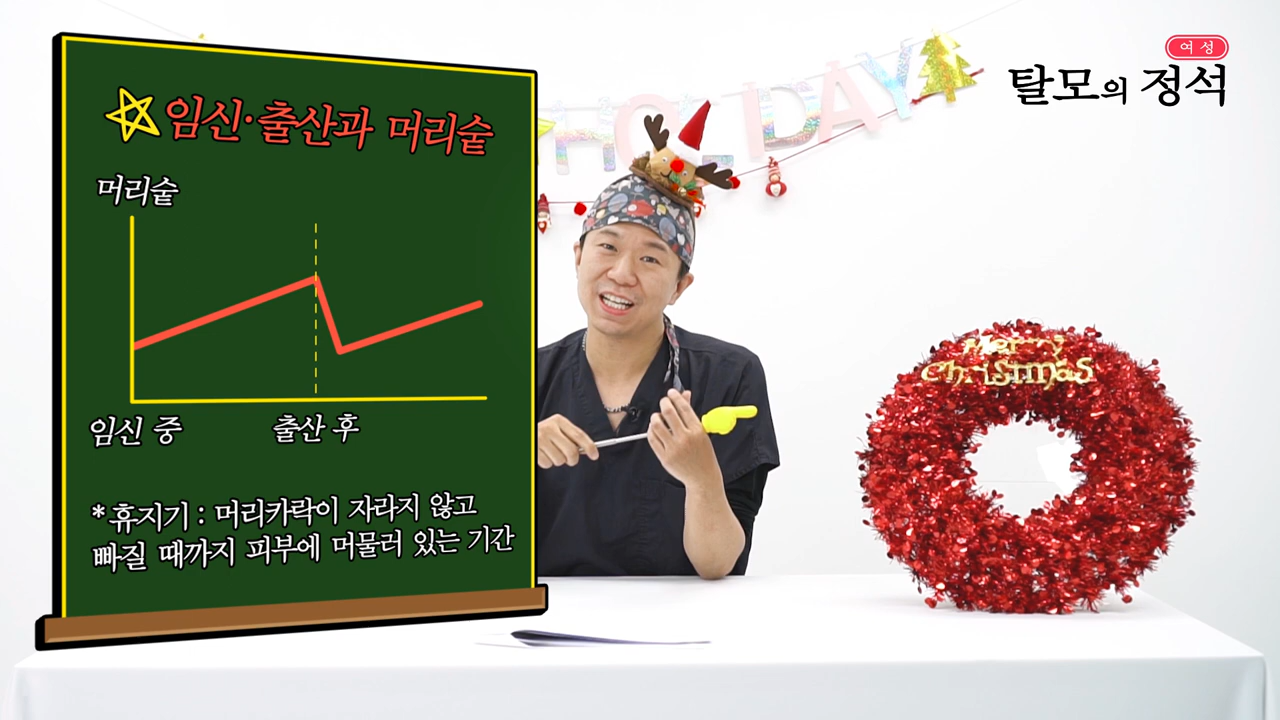 여성
탈모의 정석
HOLIDAY
임신·출산과 머리숱
머리숱
임신 중
출산 후
*휴지기 : 머리카락이 자라지 않고
빠질 때까지 피부에 머물러 있는 기간
Merry
Christmas